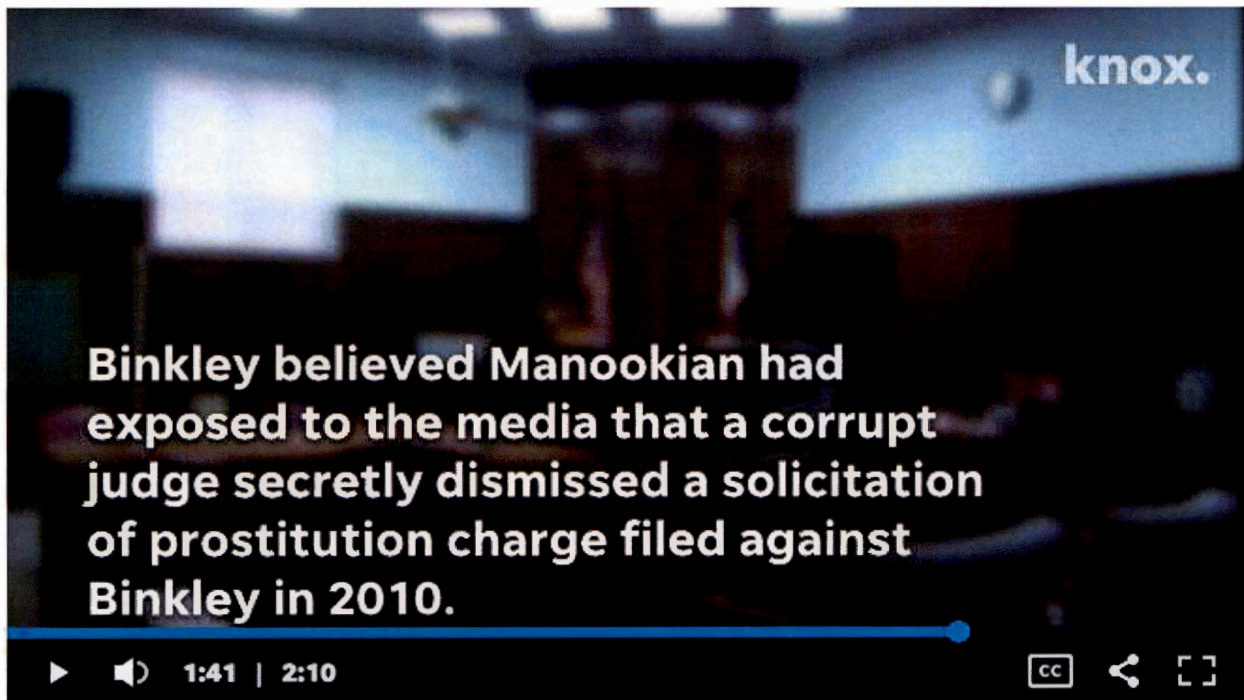 knox.
Binkley believed Manookian had
exposed to the media that a corrupt
judge secretly dismissed a solicitation
of prostitution charge filed against
Binkley in 2010.
1:41 | 2:10
CC